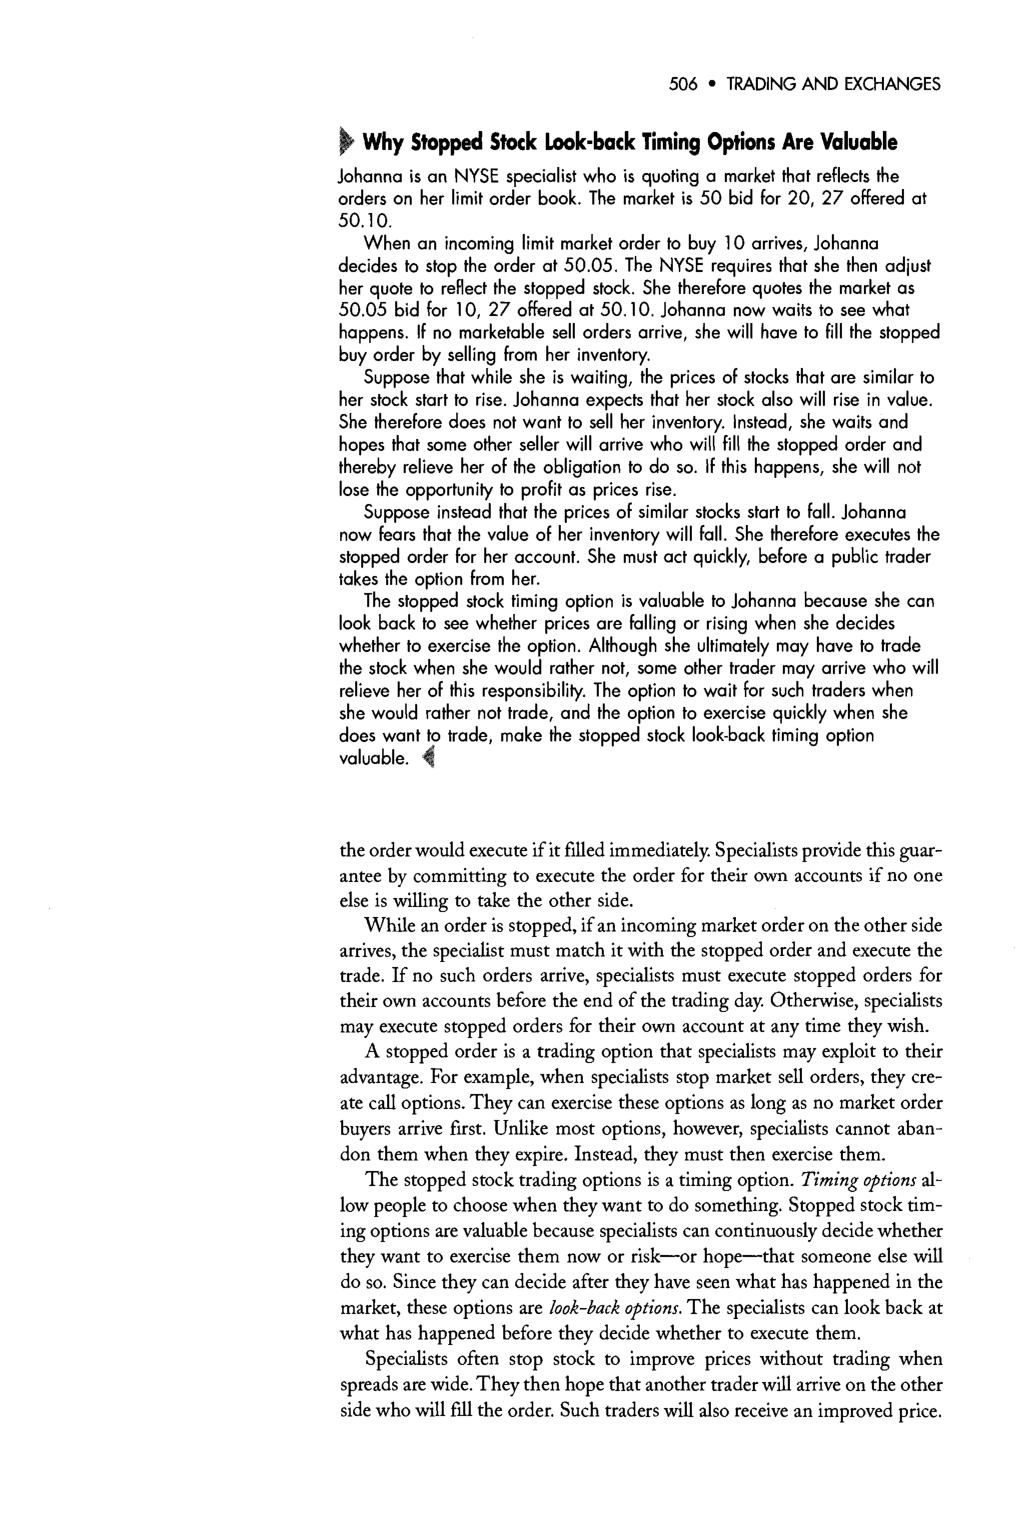 506 • TRADING AND EXCHANGES
Why Stopped Stock Look-back Timing Options Are Valuable
Johanna is an NYSE specialist who is quoting a market that reflects the
orders on her limit order book. The market is 50 bid for 20, 27 offered at
50.10.
When an incoming limit market order to buy 10 arrives, Johanna
decides to stop the order at 50.05. The NYSE requires that she then adjust
her quote to reflect the stopped stock. She therefore quotes the market as
50.05 bid for 10, 27 offered at 50.10. Johanna now waits to see what
happens. If no marketable sell orders arrive, she will have to fill the stopped
buy order by selling from her inventory.
Suppose that while she is waiting, the prices of stocks that are similar to
her stock start to rise. Johanna expects that her stock also will rise in value.
She therefore does not want to sell her inventory. Instead, she waits and
hopes that some other seller will arrive who will fill the stopped order and
thereby relieve her of the obligation to do so. If this happens, she will not
lose the opportunity to profit as prices rise.
Suppose instead that the prices of similar stocks start to fall. Johanna
now fears that the value of her inventory will fall. She therefore executes the
stopped order for her account. She must act quickly, before a public trader
takes the option from her.
The stopped stock timing option is valuable to Johanna because she can
look back to see whether prices are falling or rising when she decides
whether to exercise the option. Although she ultimately may have to trade
the stock when she would rather not, some other trader may arrive who will
relieve her of this responsibility. The option to wait for such traders when
she would rather not trade, and the option to exercise quickly when she
does want to trade, make the stopped stock look-back timing option
valuable.
the order would execute if it filled immediately. Specialists provide this guar-
antee by committing to execute the order for their own accounts if no one
else is willing to take the other side.
While an order is stopped, if an incoming market order on the other side
arrives, the specialist must match it with the stopped order and execute the
trade. If no such orders arrive, specialists must execute stopped orders for
their own accounts before the end of the trading day. Otherwise, specialists
may execute stopped orders for their own account at any time they wish.
A stopped order is a trading option that specialists may exploit to their
advantage. For example, when specialists stop market sell orders, they cre-
ate call options. They can exercise these options as long as no market order
buyers arrive first. Unlike most options, however, specialists cannot aban-
don them when they expire. Instead, they must then exercise them.
The stopped stock trading options is a timing option. Timing options al-
low people to choose when they want to do something. Stopped stock tim-
ing options are valuable because specialists can continuously decide whether
they want to exercise them now or risk—or hope—that someone else will
do so. Since they can decide after they have seen what has happened in the
market, these options are look-back options. The specialists can look back at
what has happened before they decide whether to execute them.
Specialists often stop stock to improve prices without trading when
spreads are wide. They then hope that another trader will arrive on the other
side who will fill the order. Such traders will also receive an improved price.